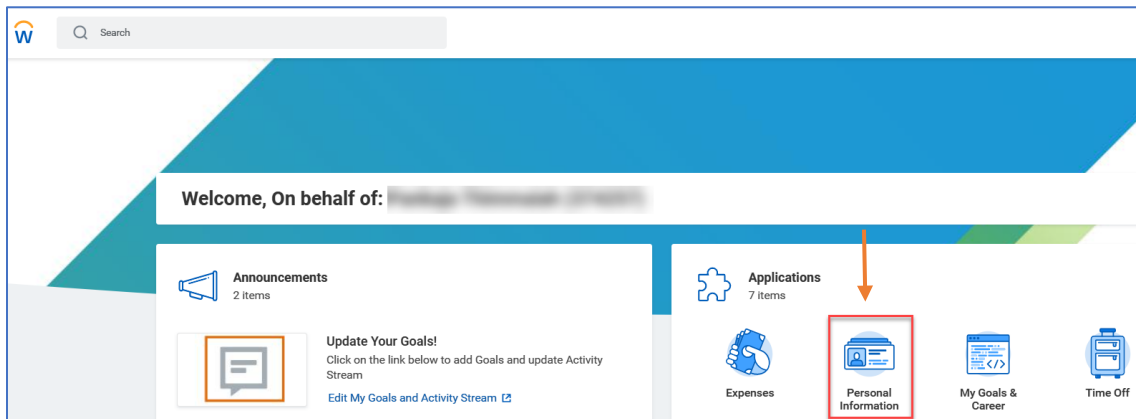 W
Search
Welcome, On behalf of:
Announcements
2 items
Update Your Goals!
Click on the link below to add Goals and update Activity
Stream
Edit My Goals and Activity Stream
Applications
7 items
Expenses
Personal
Information
My Goals &
Career
Time Off